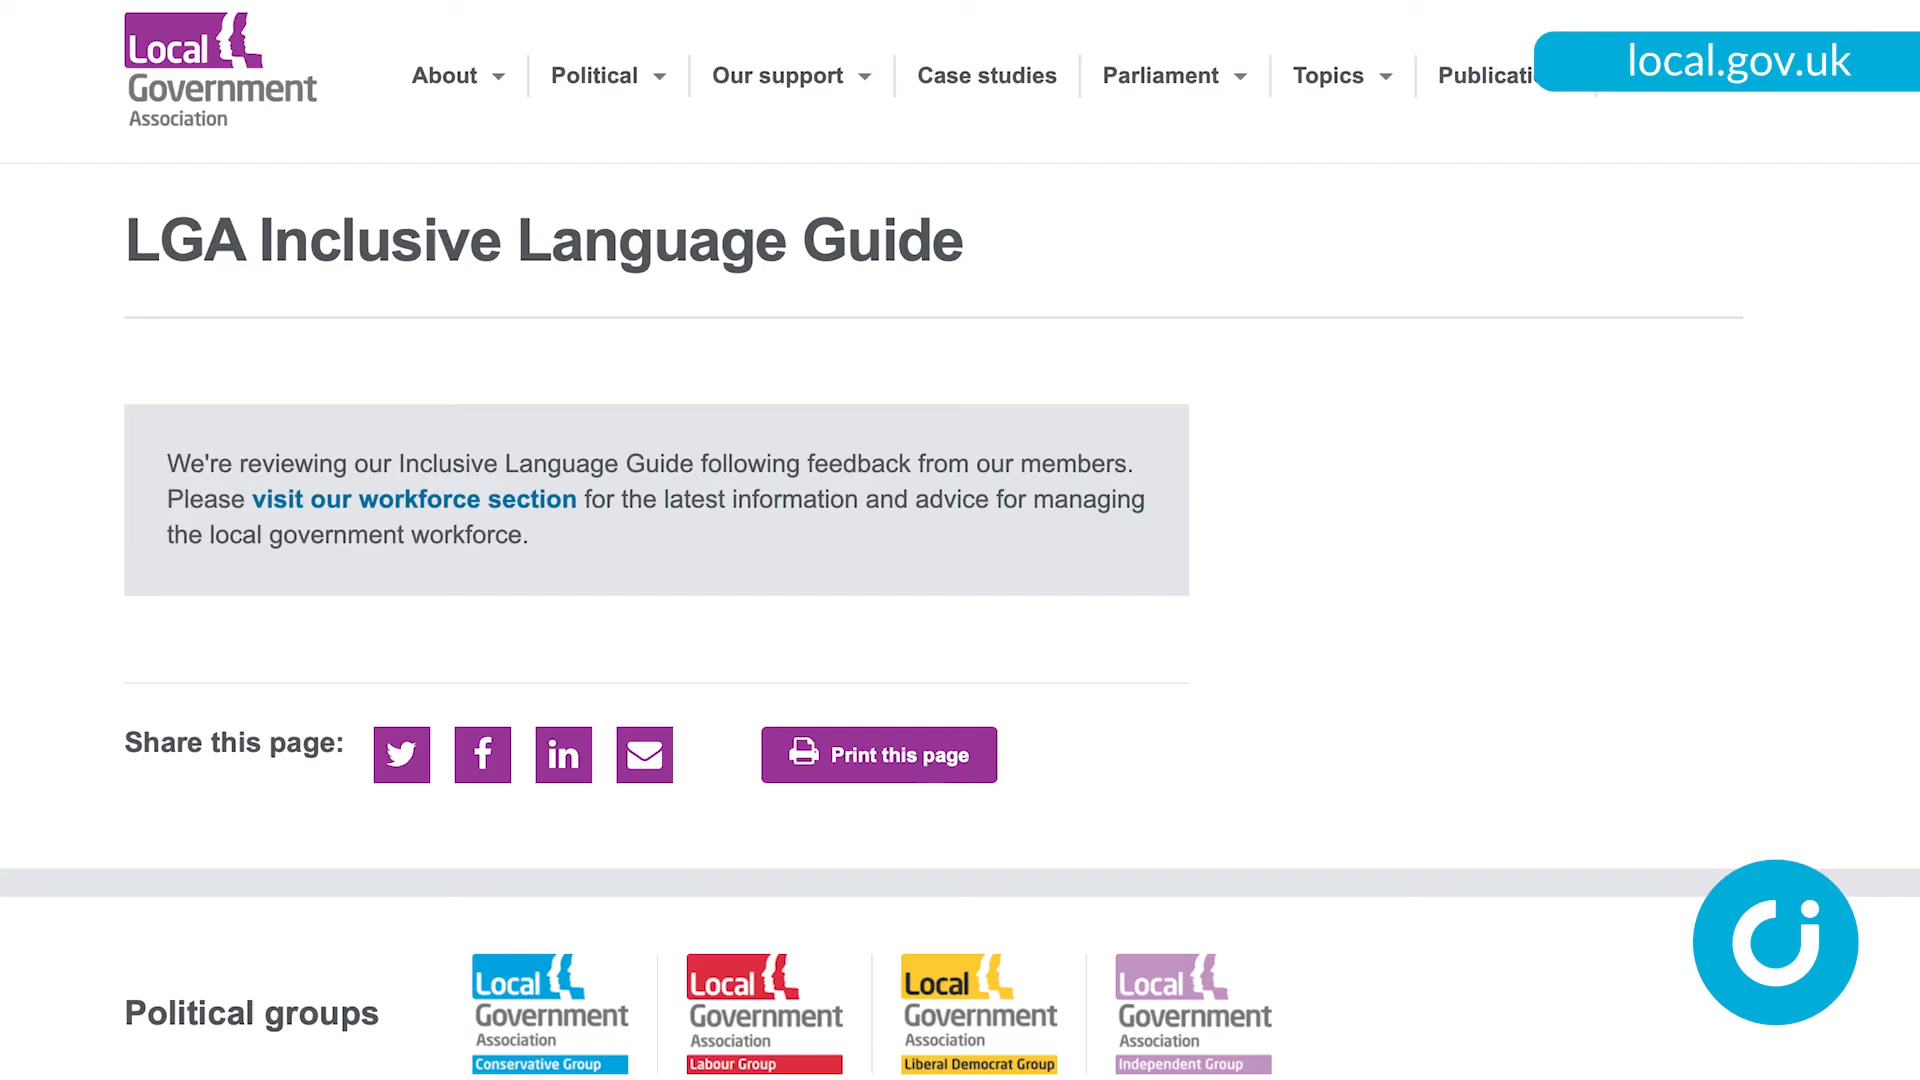 Local
Government
Association
About
Political
Our support
Case studies
Parliament
Topics
Publicati
local.gov.uk
LGA Inclusive Language Guide
We're reviewing our Inclusive Language Guide following feedback from our members.
Please visit our workforce section for the latest information and advice for managing
the local government workforce.
Share this page:
Print this page
Political groups
Local
Government
Association
Conservative Group
Local
Government
Association
Labour Group
Local
Government
Association
Liberal Democrat Group
Local
Government
Association
Independent Group